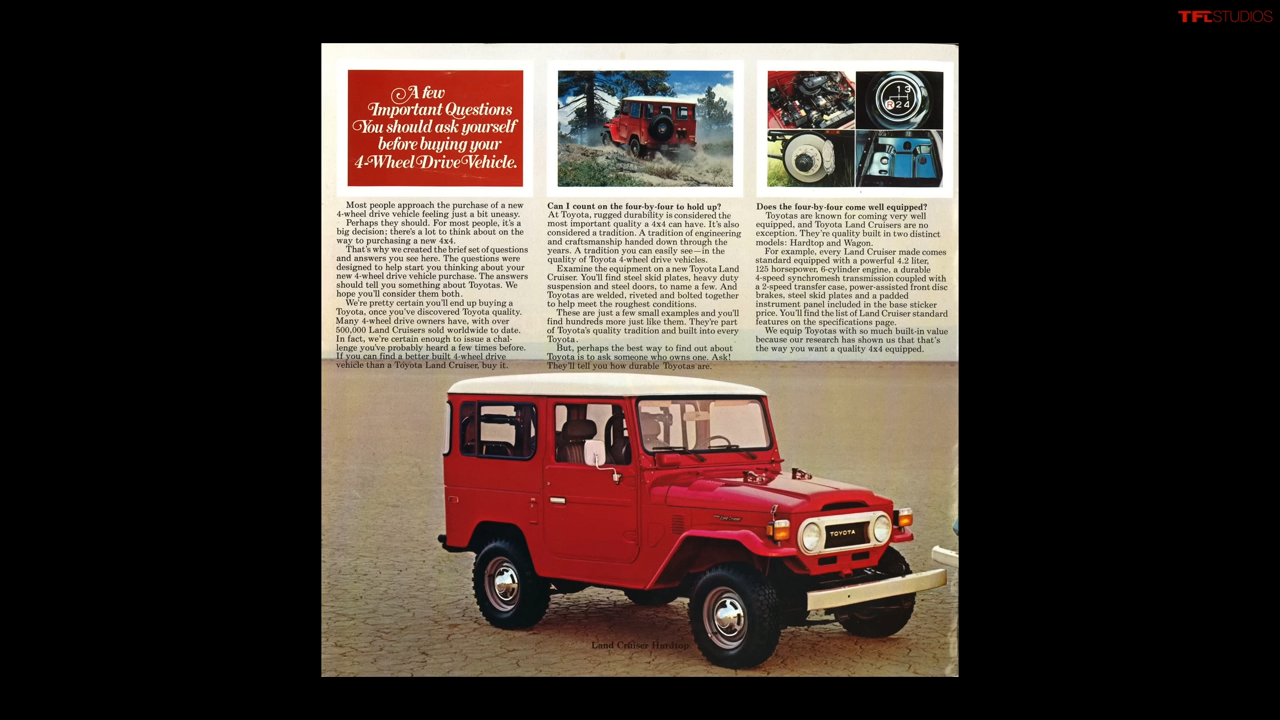 TFLSTUDIOS
A few
Important Questions
You should ask yourself
before buying your
4-Wheel Drive Vehicle.
Most people approach the purchase of a new
4-wheel drive vehicle feeling just a bit uneasy.
Perhaps they should. For most people, it's a
big decision; there's a lot to think about on the
way to purchasing a new 4x4.
That's why we created the brief set of questions
and answers you see here. The questions were
designed to help start you thinking about your
new 4-wheel drive vehicle purchase. The answers
should tell you something about Toyotas. We
hope you'll consider them both.
We're pretty certain you'll end up buying a
Toyota, once you've discovered Toyota quality.
Many 4-wheel drive owners have, with over
500,000 Land Cruisers sold worldwide to date.
In fact, we're certain enough to issue a chal-
lenge you've probably heard a few times before.
If you can find a better built 4-wheel drive
vehicle than a Toyota Land Cruiser, buy it.
Can I count on the four-by-four to hold up?
At Toyota, rugged durability is considered the
most important quality a 4x4 can have. It's also
considered a tradition. A tradition of engineering
and craftsmanship handed down through the
years. A tradition you can easily see—in the
quality of Toyota 4-wheel drive vehicles.
Examine the equipment on a new Toyota Land
Cruiser. You'll find steel skid plates, heavy duty
suspension and steel doors, to name a few. And
Toyotas are welded, riveted and bolted together
to help meet the roughest conditions.
These are just a few small examples and you'll
find hundreds more just like them. They're part
of Toyota's quality tradition and built into every
Toyota.
But, perhaps the best way to find out about
Toyota is to ask someone who owns one. Ask!
They'll tell you how durable Toyotas are.
1 3
R 2 4
Does the four-by-four come well equipped?
Toyotas are known for coming very well
equipped, and Toyota Land Cruisers are no
exception. They're quality built in two distinct
models: Hardtop and Wagon.
For example, every Land Cruiser made comes
standard equipped with a powerful 4.2 liter,
125 horsepower, 6-cylinder engine, a durable
4-speed synchromesh transmission coupled with
a 2-speed transfer case, power-assisted front disc
brakes, steel skid plates and a padded
instrument panel included in the base sticker
price. You'll find the list of Land Cruiser standard
features on the specifications page.
We equip Toyotas with so much built-in value
because our research has shown us that that's
the way you want a quality 4x4 equipped.
TOYOTA
Land Cruiser Hardtop